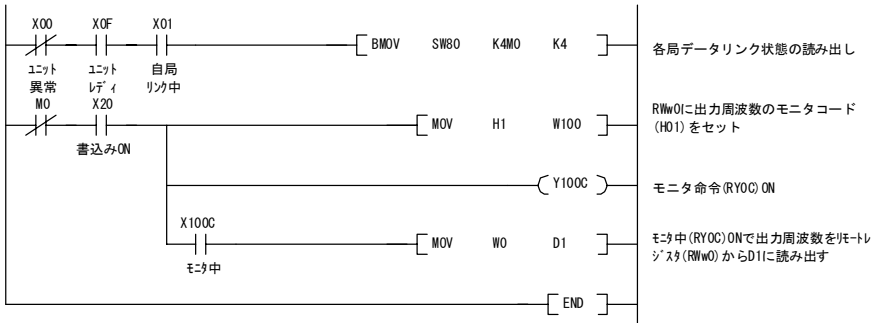 X00 X0F X01
BMOV SW80 K4M0 K4
各局データリンク状態の読み出し
ユニット ユニット 自局
異常 レディ リンク中
M0 X20
MOV H1 W100
RWw0に出力周波数のモニタコード
(H01)をセット
書込みON
Y100C
モニタ命令(RY0C)ON
X100C
MOV W0 D1
モニタ中(RY0C)ONで出力周波数をリモートレ
ジスタ(RWw0)からD1に読み出す
モニタ中
END